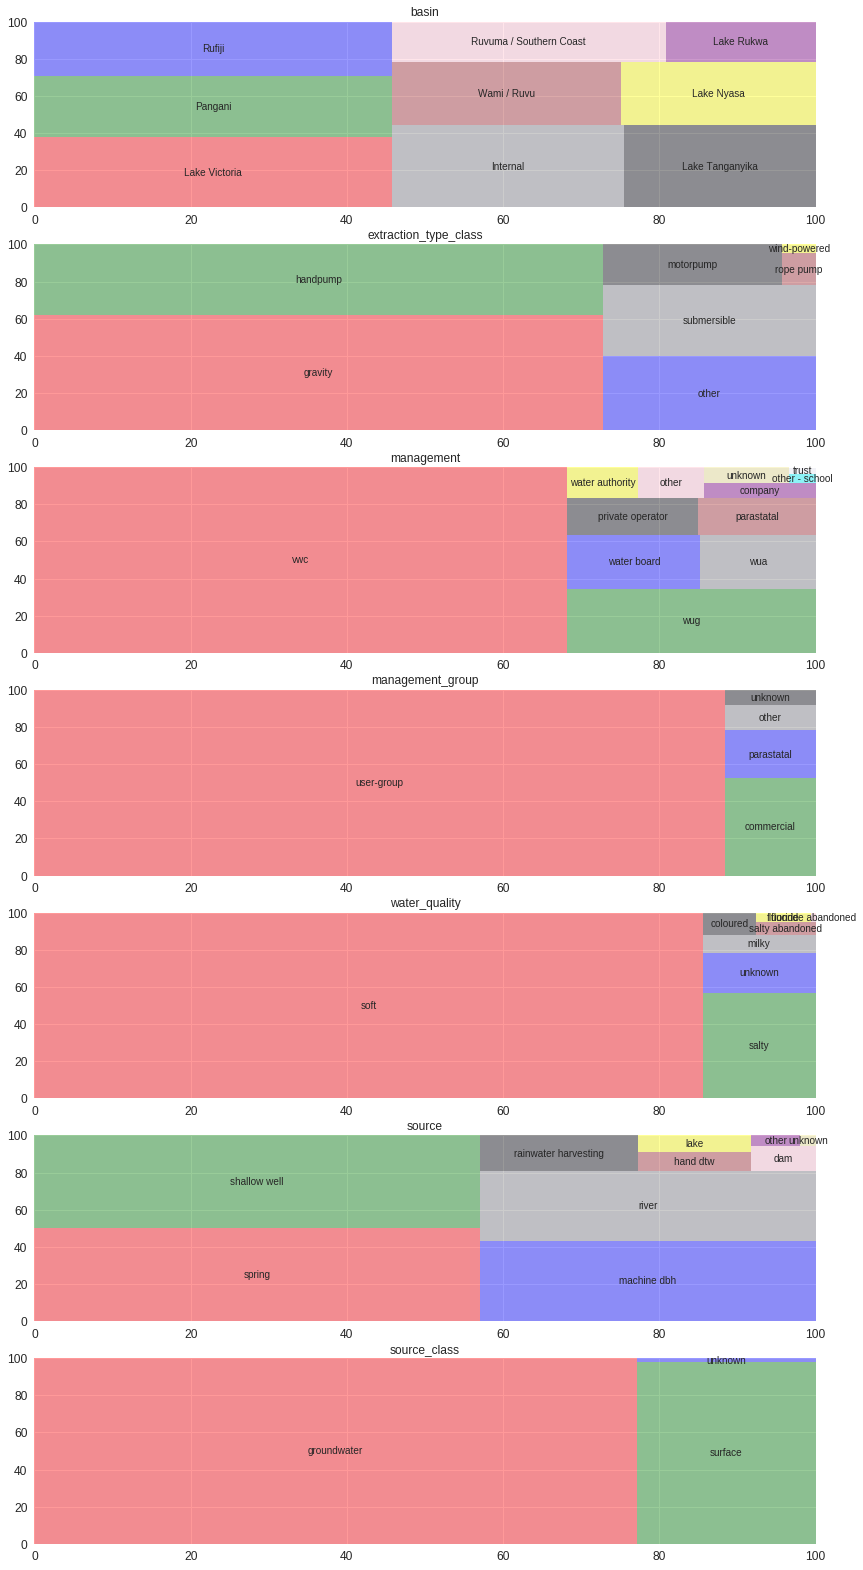 basin
100
80
60
40
20
0
Rufiji
Pangani
Lake Victoria
Ruvuma / Southern Coast
Lake Rukwa
Wami / Ruvu
Lake Nyasa
Internal
Lake Tanganyika
0 20 40 60 80 100
extraction_type_class
100
80
60
40
20
0
handpump
gravity
motorpump
wind-powered
rope pump
submersible
other
0 20 40 60 80 100
management
100
80
60
40
20
0
vwc
water authority
other
unknown
trust
other - school
company
private operator
parastatal
water board
wua
wug
0 20 40 60 80 100
management_group
100
80
60
40
20
0
user-group
unknown
other
parastatal
commercial
0 20 40 60 80 100
water_quality
100
80
60
40
20
0
soft
coloured
fluoride
fluoride abandoned
salty abandoned
milky
unknown
salty
0 20 40 60 80 100
source
100
80
60
40
20
0
shallow well
spring
rainwater harvesting
lake
hand dtw
other
unknown
dam
river
machine dbh
0 20 40 60 80 100
source_class
100
80
60
40
20
0
groundwater
unknown
surface
0 20 40 60 80 100